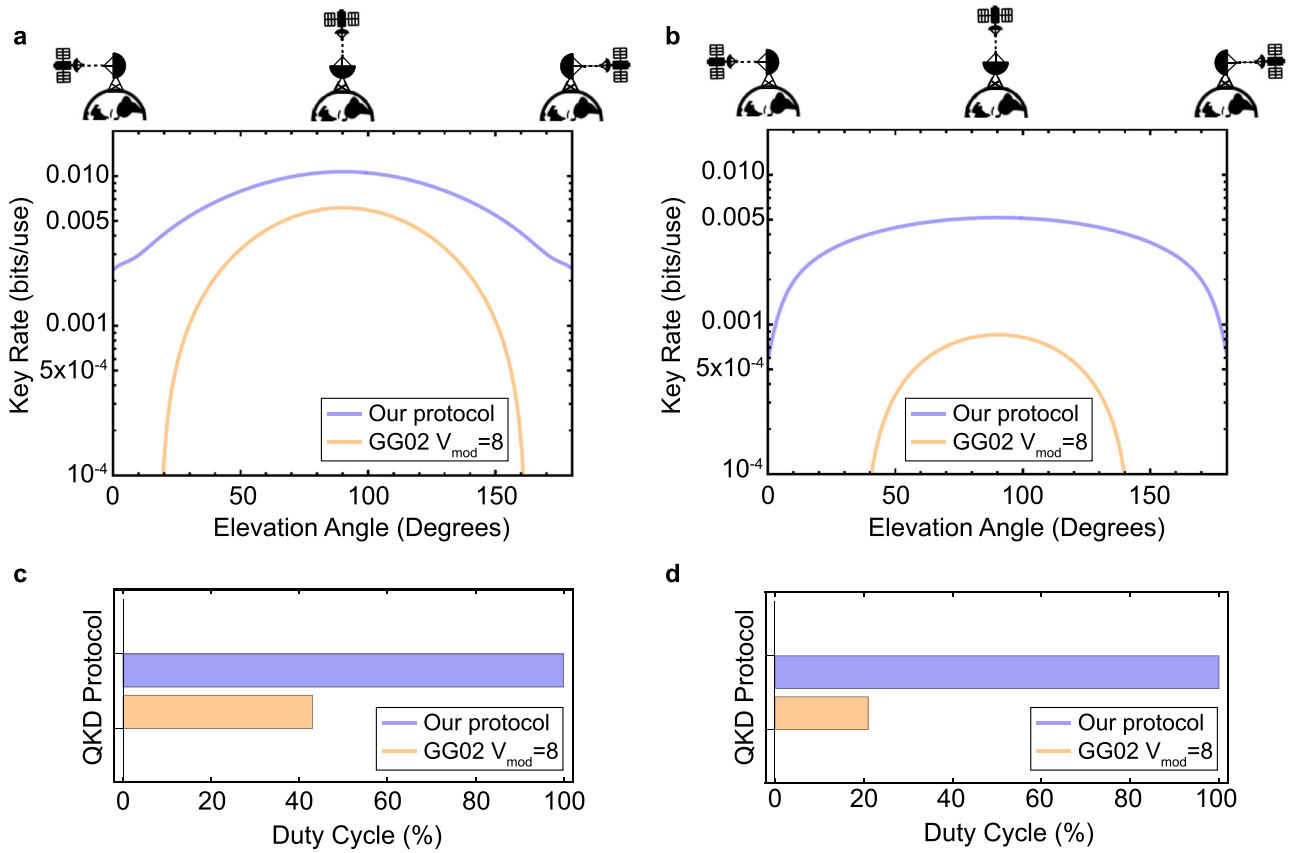 a
b
0.010
0.005
0.001
5x10⁻⁴
10⁻⁴
Key Rate (bits/use)
Our protocol
GG02 Vmod=8
0 50 100 150
Elevation Angle (Degrees)
0.010
0.005
0.001
5x10⁻⁴
10⁻⁴
Key Rate (bits/use)
Our protocol
GG02 Vmod=8
0 50 100 150
Elevation Angle (Degrees)
c
QKD Protocol
Our protocol
GG02 Vmod=8
0 20 40 60 80 100
Duty Cycle (%)
d
QKD Protocol
Our protocol
GG02 Vmod=8
0 20 40 60 80 100
Duty Cycle (%)